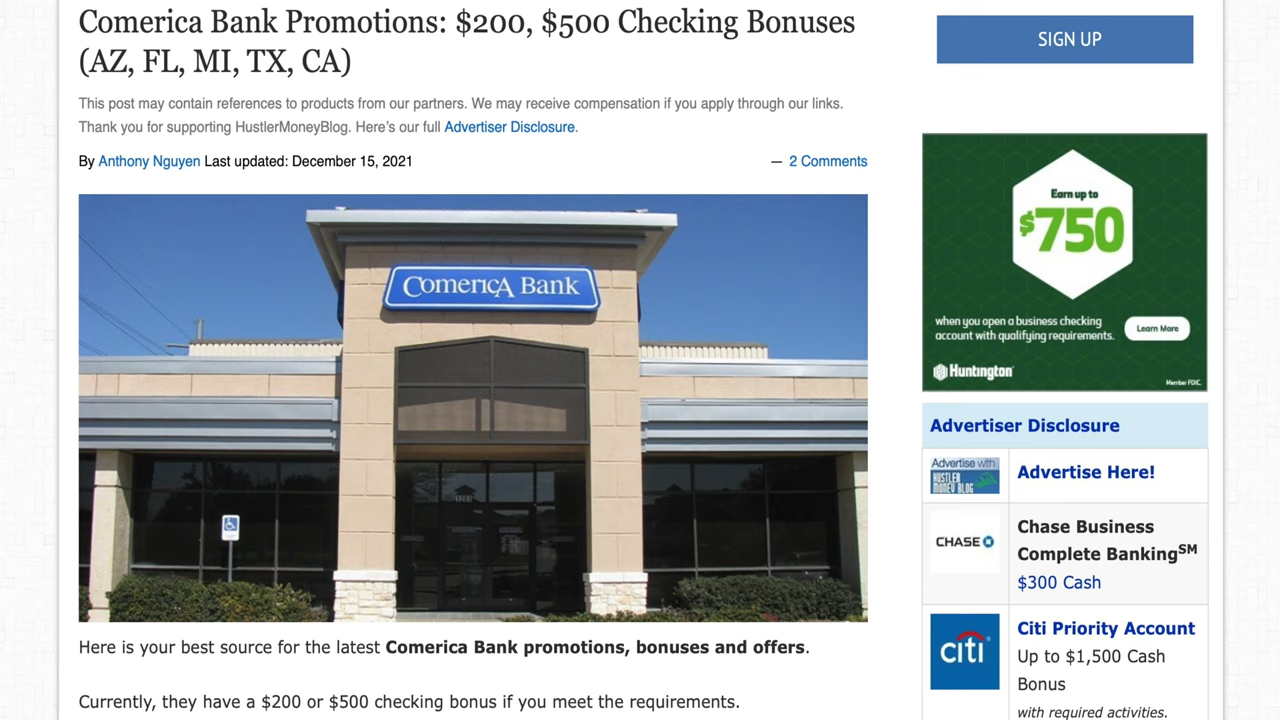 Comerica Bank Promotions: $200, $500 Checking Bonuses
(AZ, FL, MI, TX, CA)
This post may contain references to products from our partners. We may receive compensation if you apply through our links.
Thank you for supporting HustlerMoneyBlog. Here’s our full Advertiser Disclosure.
By Anthony Nguyen Last updated: December 15, 2021
— 2 Comments
ComericA Bank
1201
Here is your best source for the latest Comerica Bank promotions, bonuses and offers.
Currently, they have a $200 or $500 checking bonus if you meet the requirements.
SIGN UP
Earn up to
$750
when you open a business checking
account with qualifying requirements.
Learn More
Huntington
Member FDIC.
Advertiser Disclosure
Advertise with
HUSTLER
MONEY BLOG
Advertise Here!
CHASE
Chase Business
Complete Banking℠
$300 Cash
citi
Citi Priority Account
Up to $1,500 Cash
Bonus
with required activities.